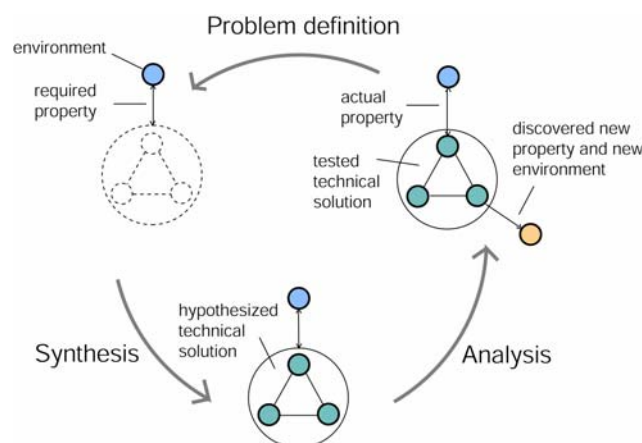 Problem definition
environment
required
property
actual
property
discovered new
property and new
environment
tested
technical
solution
hypothesized
technical
solution
Synthesis
Analysis